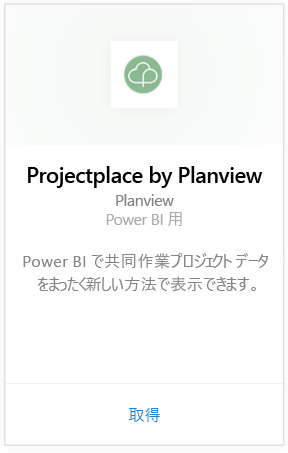 Projectplace by Planview
Planview
Power BI 用
Power BI で共同作業プロジェクト データ
をまったく新しい方法で表示できます。
取得